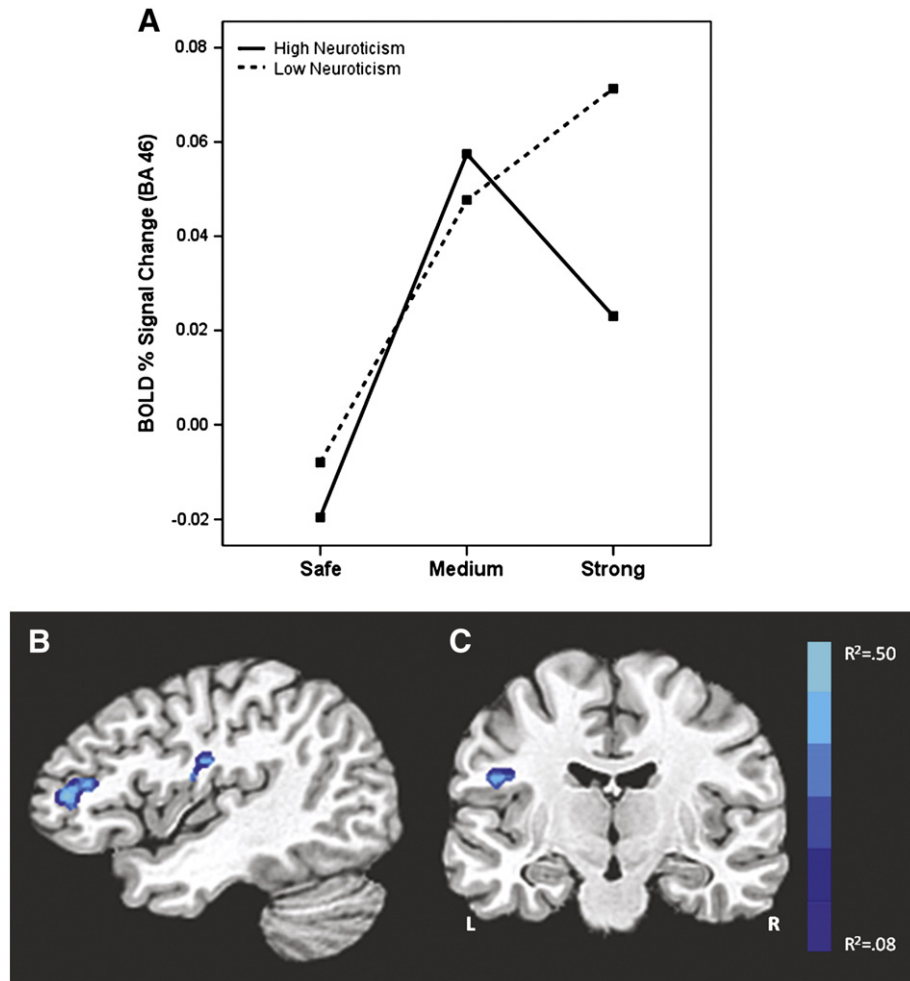 A
High Neuroticism
Low Neuroticism
BOLD % Signal Change (BA 46)
0.08
0.06
0.04
0.02
0.00
-0.02
Safe Medium Strong
B
C
R²=.50
R²=.08
L R